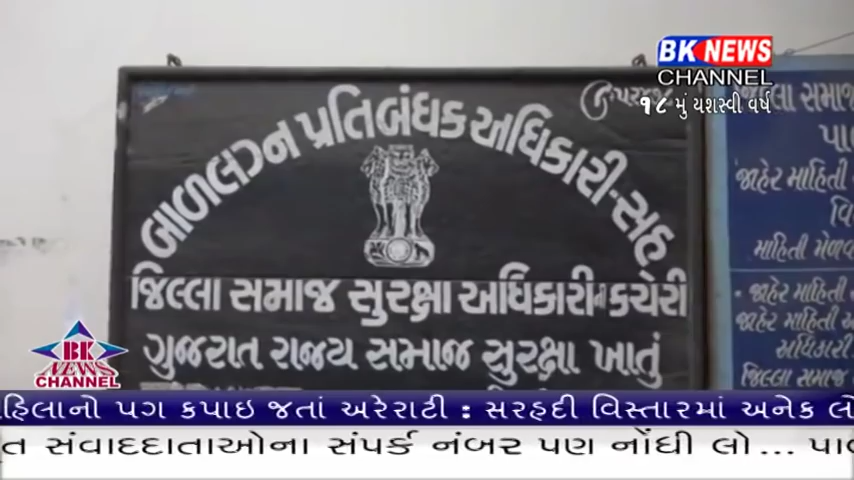 BK NEWS
CHANNEL
૧૮ મું યશસ્વી વર્ષ
બાળલગ્ન પ્રતિબંધક અધિકારી-સહ
જિલ્લા સમાજ સુરક્ષા અધિકારીની કચેરી
ગુજરાત રાજ્ય સમાજ સુરક્ષા ખાતું
જિલ્લા સમાજ
જાહેર માહિતી
માહિતી મેળવ
- જાહેર માહિતી
જાહેર માહિતી
અધિકારી
જિલ્લા સમાજ
BK
NEWS
CHANNEL
હિલાનો પગ કપાઇ જતાં અરેરાટી : સરહદી વિસ્તારમાં અનેક લો
ત સંવાદદાતાઓના સંપર્ક નંબર પણ નોંધી લો... પાલ